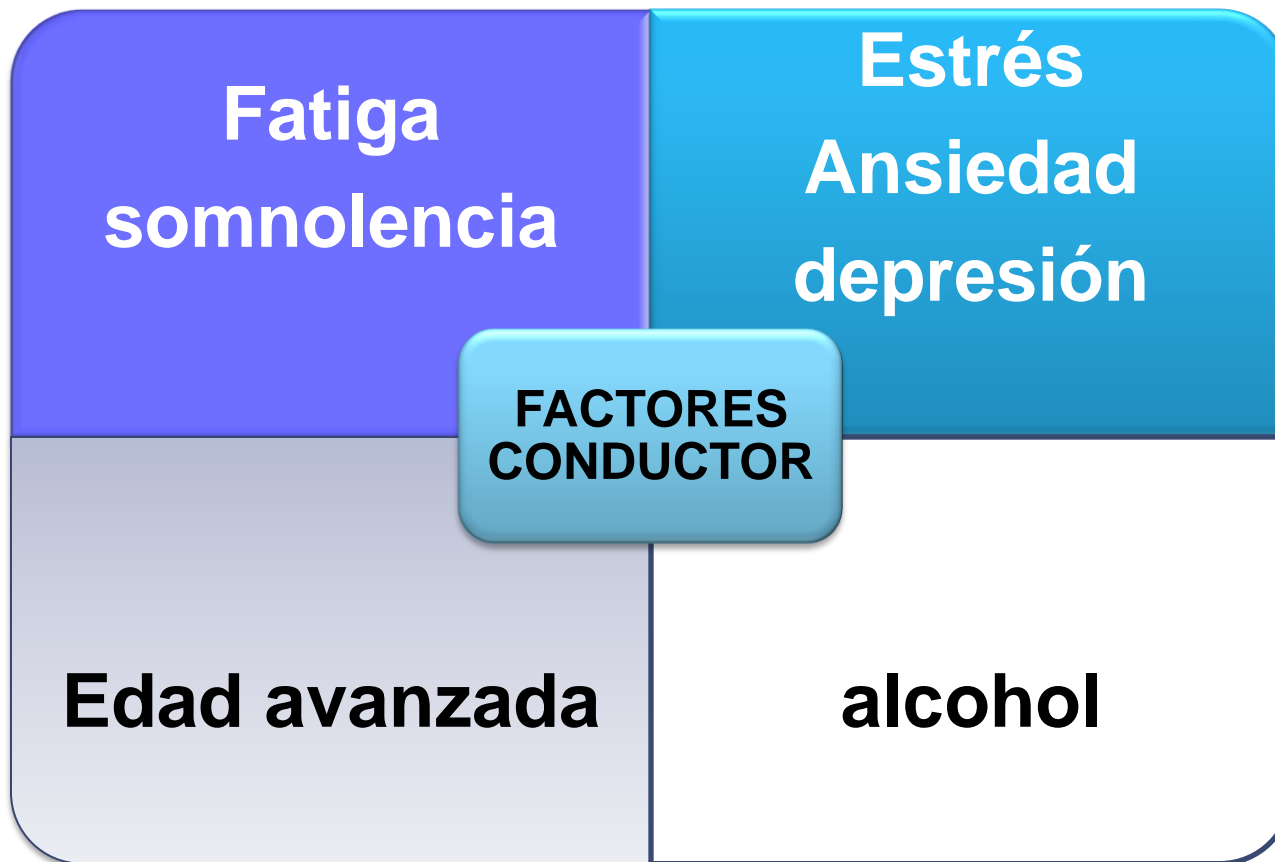 Fatiga
somnolencia
Estrés
Ansiedad
depresión
FACTORES
CONDUCTOR
Edad avanzada
alcohol